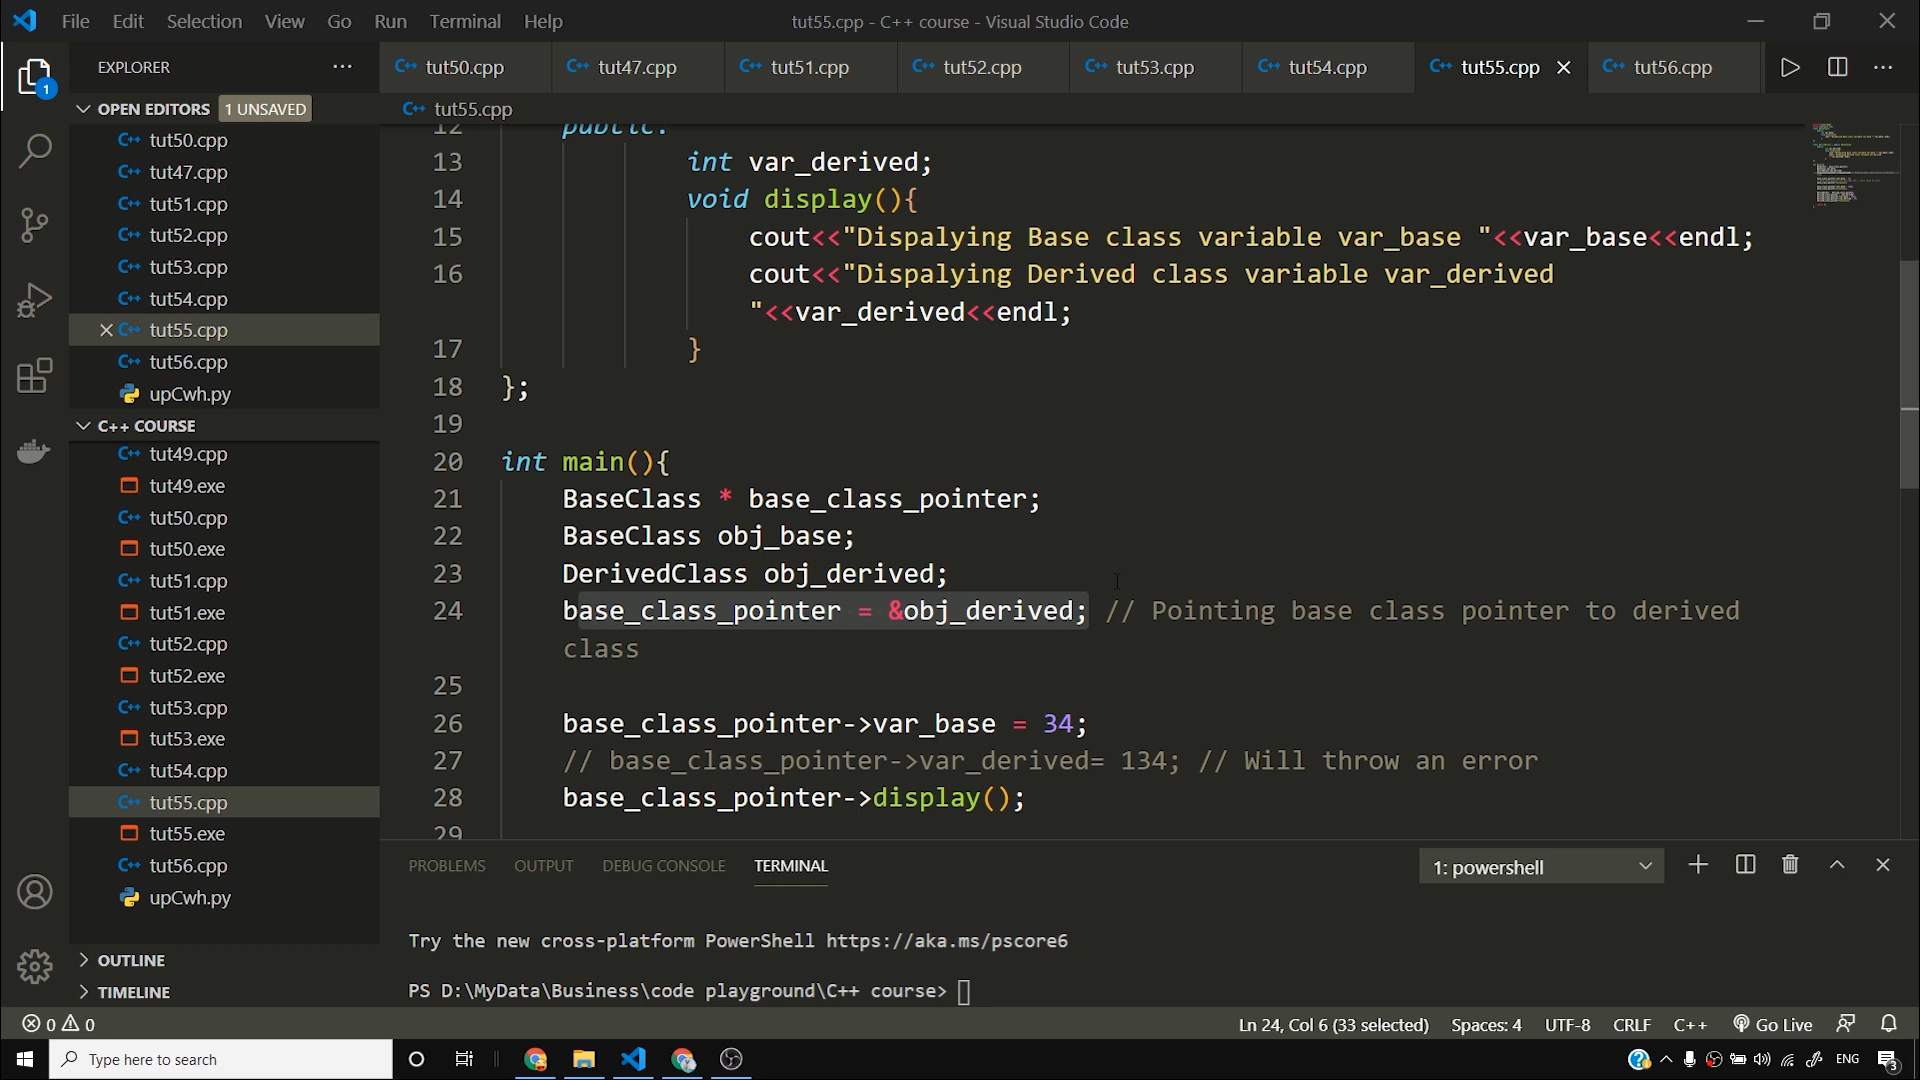 File Edit Selection View Go Run Terminal Help tut55.cpp - C++ course - Visual Studio Code
EXPLORER
tut50.cpp tut47.cpp tut51.cpp tut52.cpp tut53.cpp tut54.cpp tut55.cpp tut56.cpp
OPEN EDITORS 1 UNSAVED
tut50.cpp
tut47.cpp
tut51.cpp
tut52.cpp
tut53.cpp
tut54.cpp
tut55.cpp
tut56.cpp
upCwh.py
C++ COURSE
tut49.cpp
tut49.exe
tut50.cpp
tut50.exe
tut51.cpp
tut51.exe
tut52.cpp
tut52.exe
tut53.cpp
tut53.exe
tut54.cpp
tut55.cpp
tut55.exe
tut56.cpp
upCwh.py
OUTLINE
TIMELINE
1
tut55.cpp
12 public:
13 int var_derived;
14 void display(){
15 cout<<"Dispalying Base class variable var_base "<<var_base<<endl;
16 cout<<"Dispalying Derived class variable var_derived
"<<var_derived<<endl;
17 }
18 };
19
20 int main(){
21 BaseClass * base_class_pointer;
22 BaseClass obj_base;
23 DerivedClass obj_derived;
24 base_class_pointer = &obj_derived; // Pointing base class pointer to derived
class
25
26 base_class_pointer->var_base = 34;
27 // base_class_pointer->var_derived= 134; // Will throw an error
28 base_class_pointer->display();
29
PROBLEMS OUTPUT DEBUG CONSOLE TERMINAL 1: powershell
Try the new cross-platform PowerShell https://aka.ms/pscore6
PS D:\MyData\Business\code playground\C++ course>
0 0 Ln 24, Col 6 (33 selected) Spaces: 4 UTF-8 CRLF C++ Go Live
Type here to search ENG 3